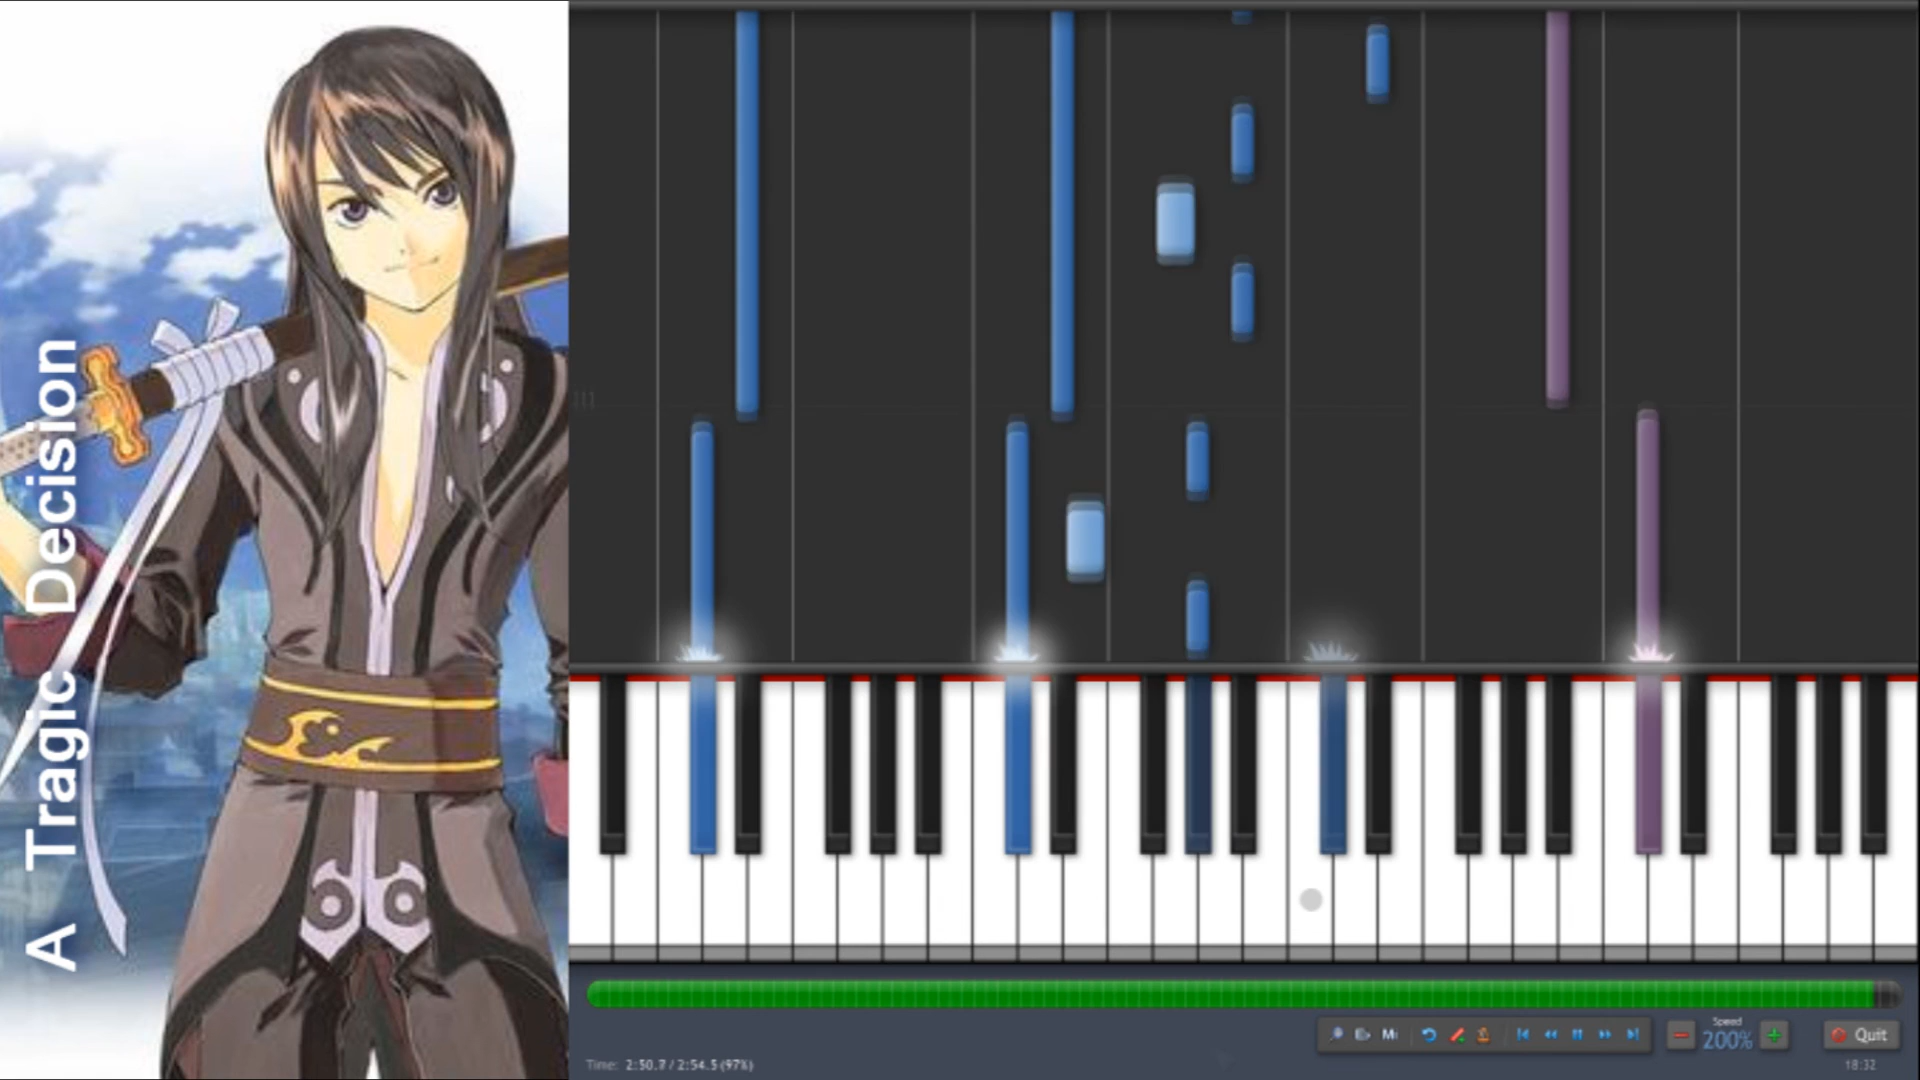 A Tragic Decision
M
Speed
200%
Quit
Time: 2:50.7 / 2:54.5 (97%)
18:32